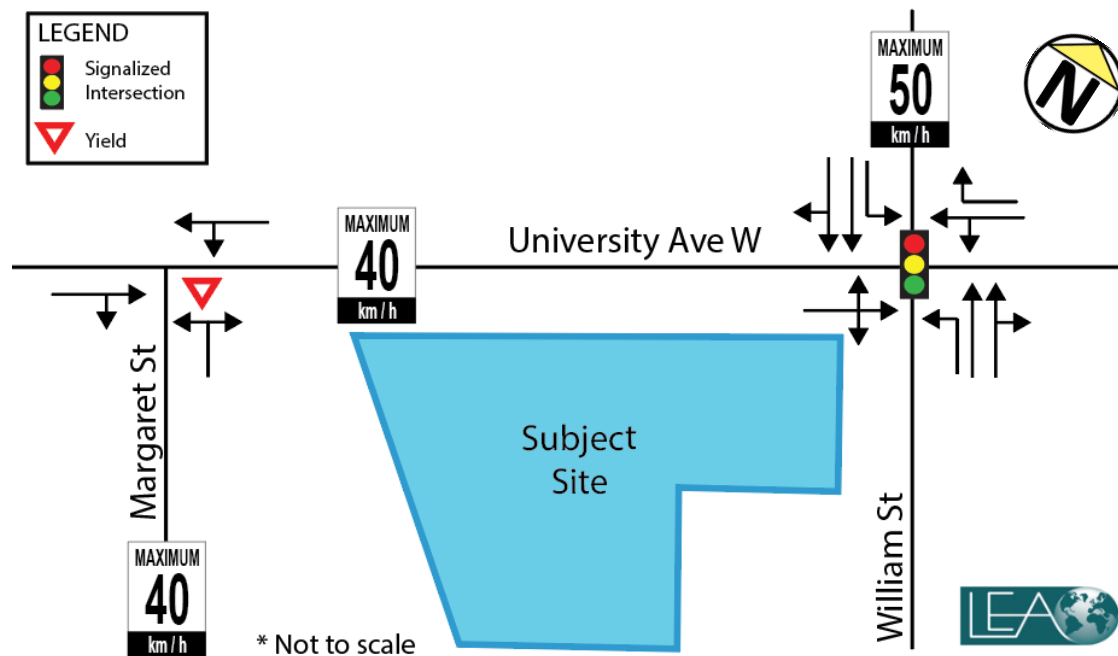 LEGEND
Signalized
Intersection
Yield
MAXIMUM
50
km / h
N
MAXIMUM
40
km / h
University Ave W
Margaret St
Subject
Site
William St
MAXIMUM
40
km / h
* Not to scale
LEA